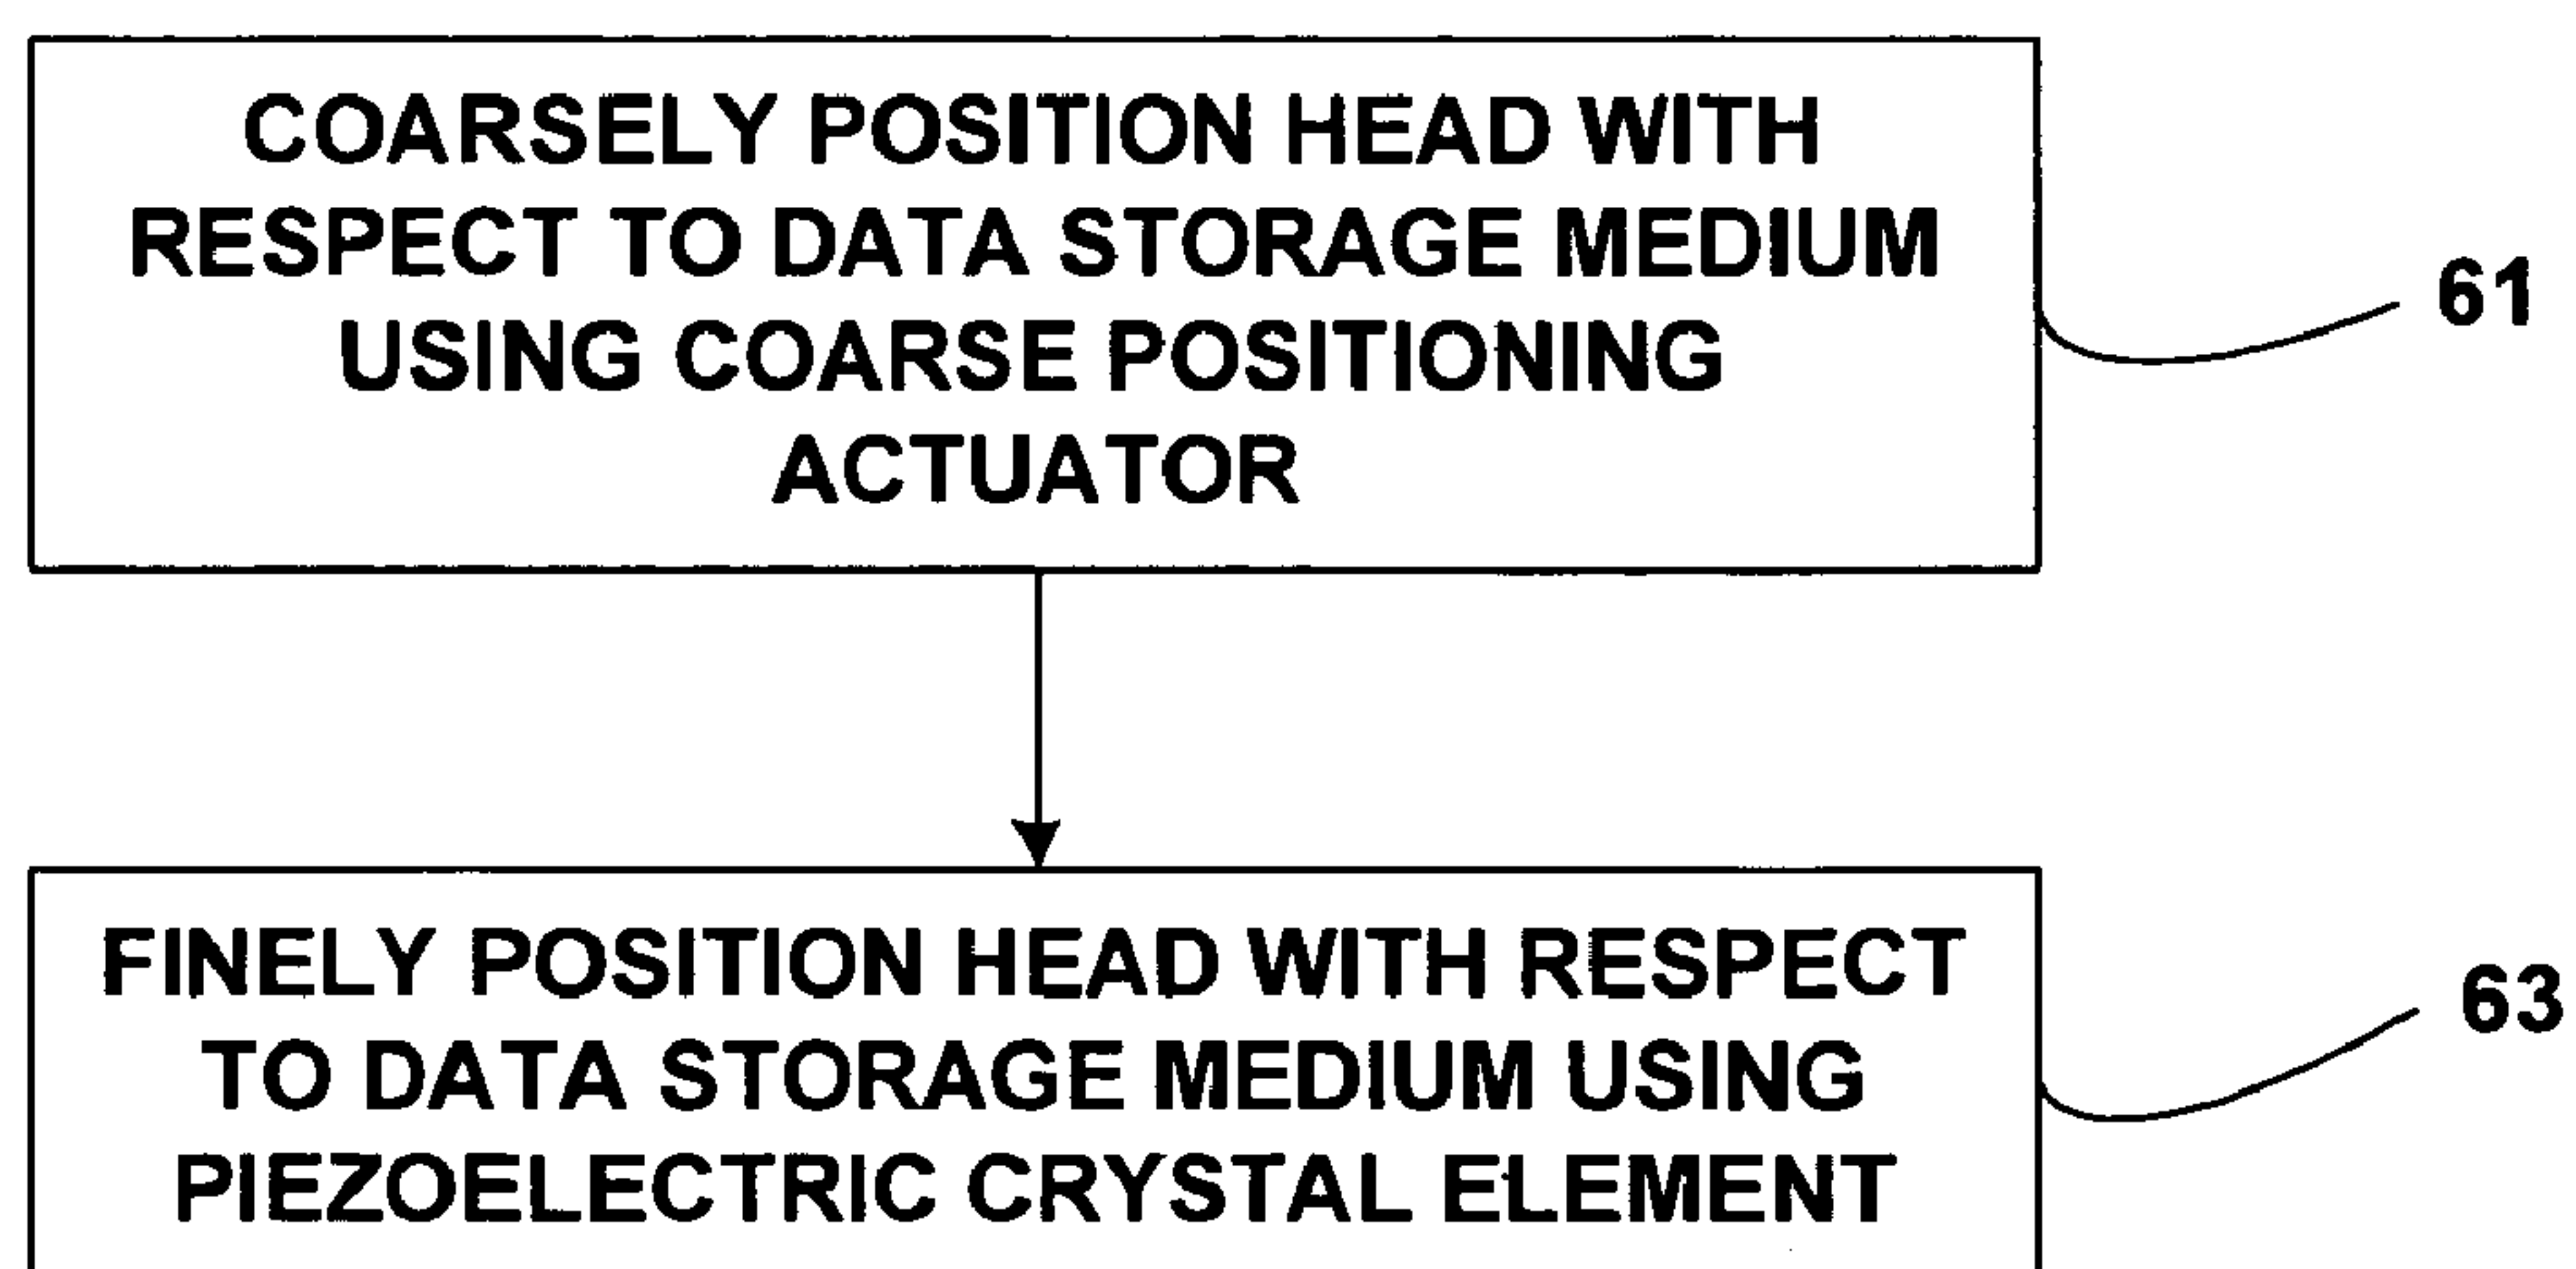 COARSELY POSITION HEAD WITH
RESPECT TO DATA STORAGE MEDIUM
USING COARSE POSITIONING
ACTUATOR
61
FINELY POSITION HEAD WITH RESPECT
TO DATA STORAGE MEDIUM USING
PIEZOELECTRIC CRYSTAL ELEMENT
63